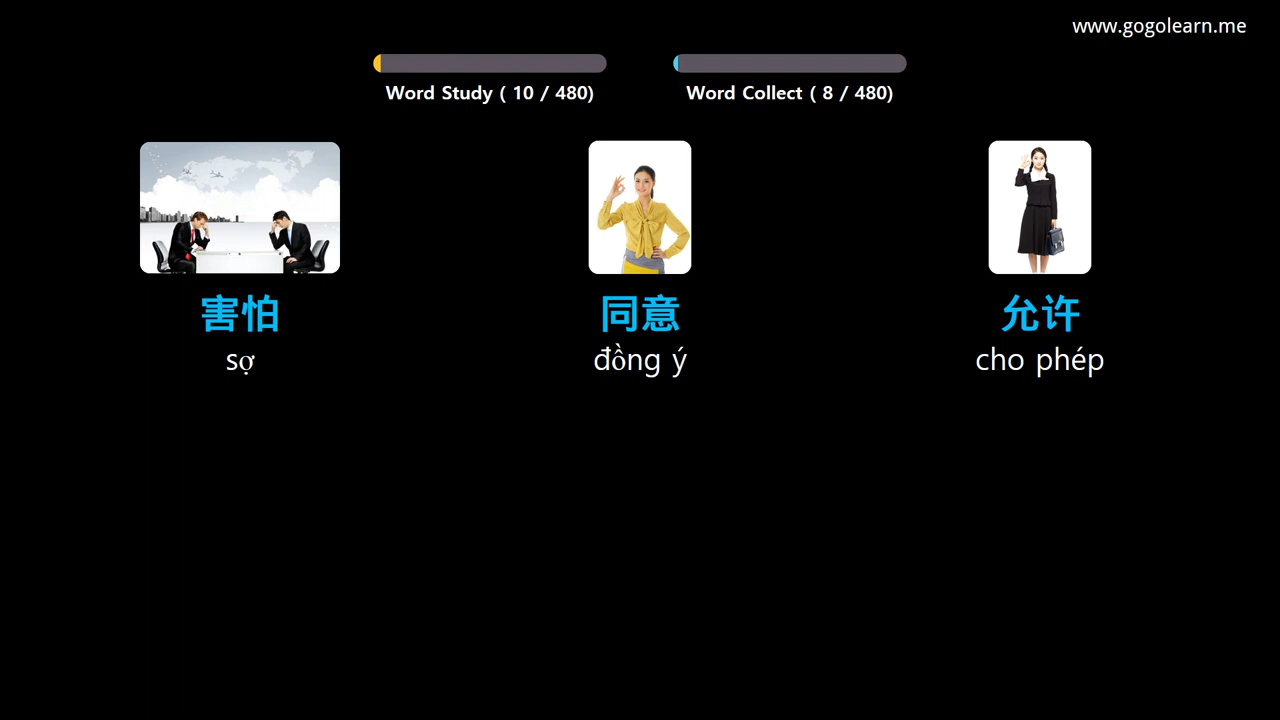 www.gogolearn.me
Word Study ( 10 / 480)
Word Collect ( 8 / 480)
害怕
同意
允许
sợ
đồng ý
cho phép